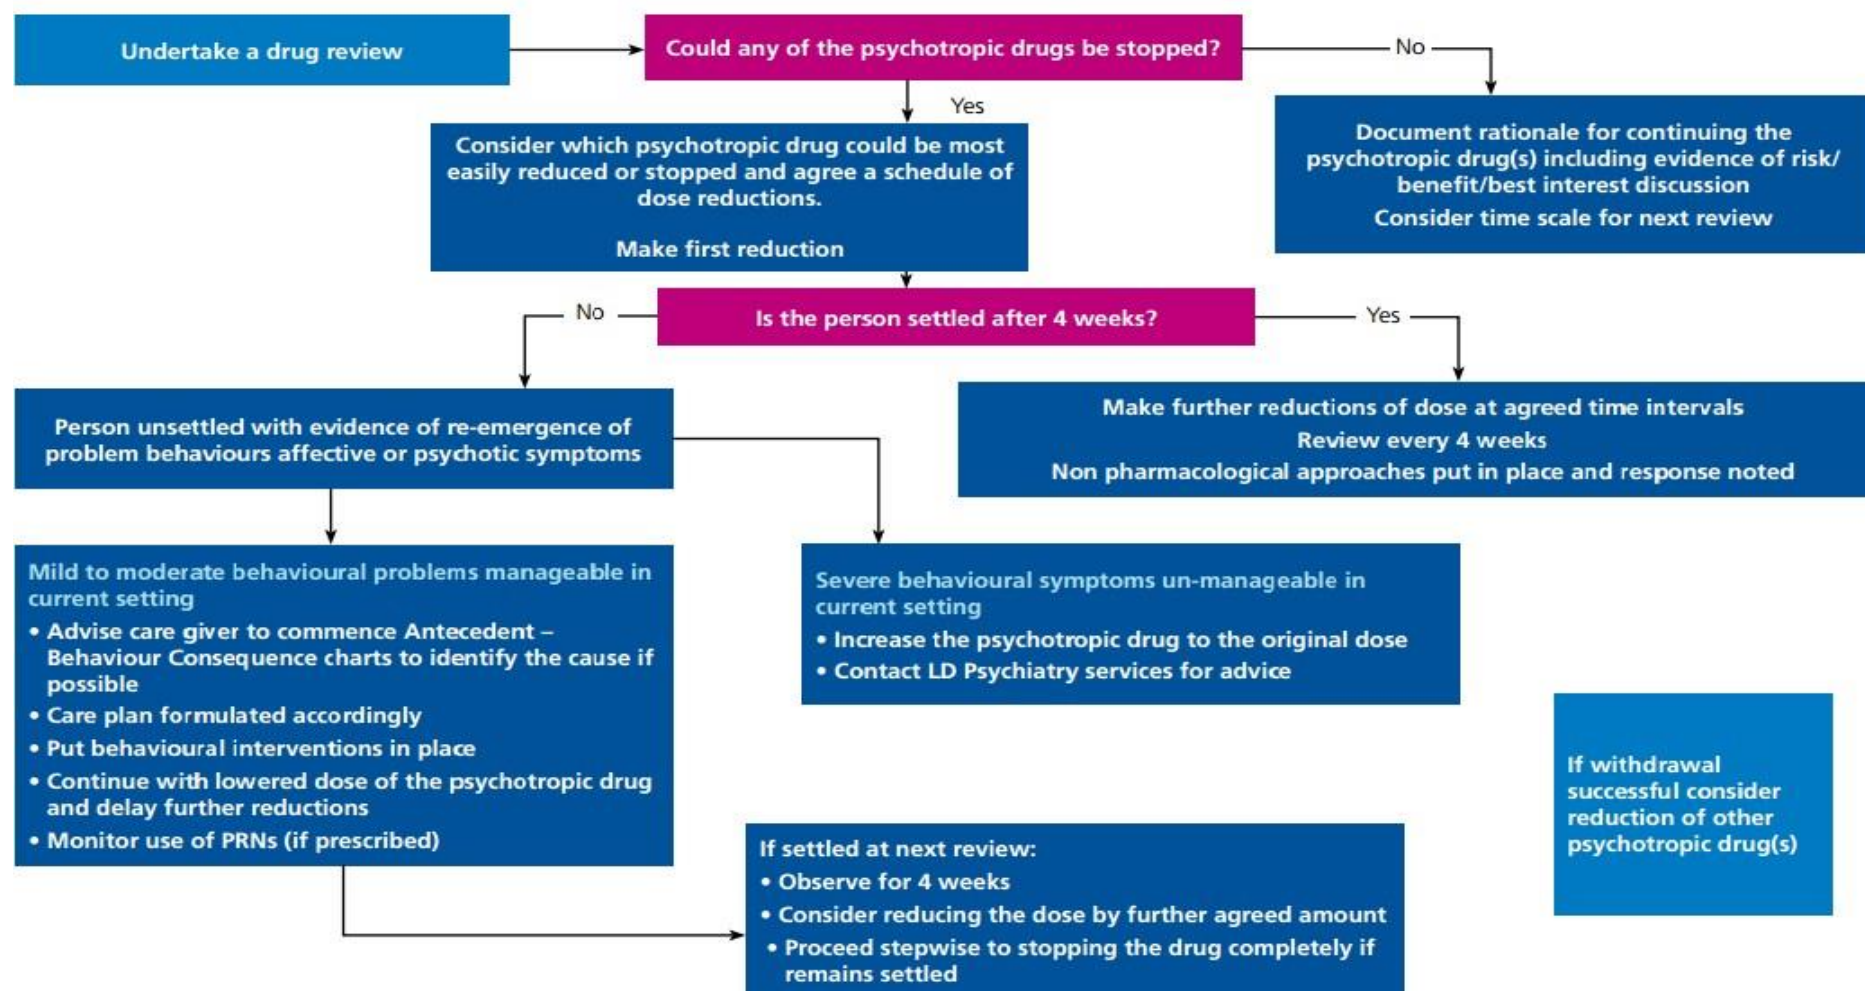 Undertake a drug review
Could any of the psychotropic drugs be stopped?
No
Yes
Consider which psychotropic drug could be most
easily reduced or stopped and agree a schedule of
dose reductions.
Make first reduction
Document rationale for continuing the
psychotropic drug(s) including evidence of risk/
benefit/best interest discussion
Consider time scale for next review
No
Is the person settled after 4 weeks?
Yes
Person unsettled with evidence of re-emergence of
problem behaviours affective or psychotic symptoms
Make further reductions of dose at agreed time intervals
Review every 4 weeks
Non pharmacological approaches put in place and response noted
Mild to moderate behavioural problems manageable in
current setting
• Advise care giver to commence Antecedent –
Behaviour Consequence charts to identify the cause if
possible
• Care plan formulated accordingly
• Put behavioural interventions in place
• Continue with lowered dose of the psychotropic drug
and delay further reductions
• Monitor use of PRNs (if prescribed)
Severe behavioural symptoms un-manageable in
current setting
• Increase the psychotropic drug to the original dose
• Contact LD Psychiatry services for advice
If settled at next review:
• Observe for 4 weeks
• Consider reducing the dose by further agreed amount
• Proceed stepwise to stopping the drug completely if
remains settled
If withdrawal
successful consider
reduction of other
psychotropic drug(s)